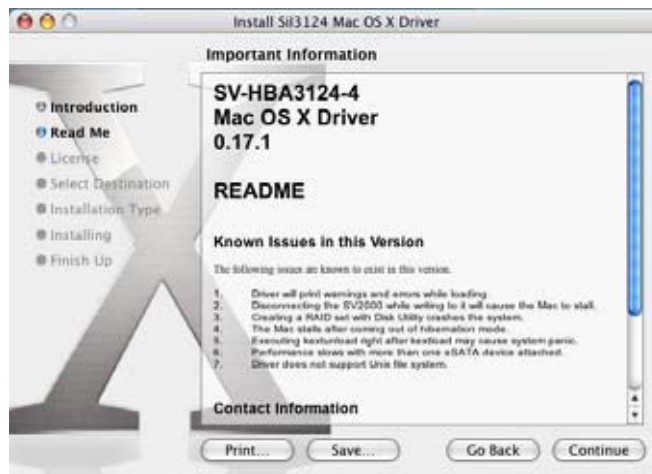 Install SiI3124 Mac OS X Driver
Important Information
Introduction
Read Me
License
Select Destination
Installation Type
Installing
Finish Up
SV-HBA3124-4
Mac OS X Driver
0.17.1
README
Known Issues in this Version
The following issues are known to exist in this version.
1. Driver will print warnings and errors while loading.
2. Disconnecting the SV2000 while writing to it will cause the Mac to stall.
3. Creating a RAID set with Disk Utility crashes the system.
4. The Mac stalls after coming out of hibernation mode.
5. Executing kextunload right after kextload may cause system panic.
6. Performance slows with more than one eSATA device attached.
7. Driver does not support Unix file system.
Contact Information
Print... Save... Go Back Continue